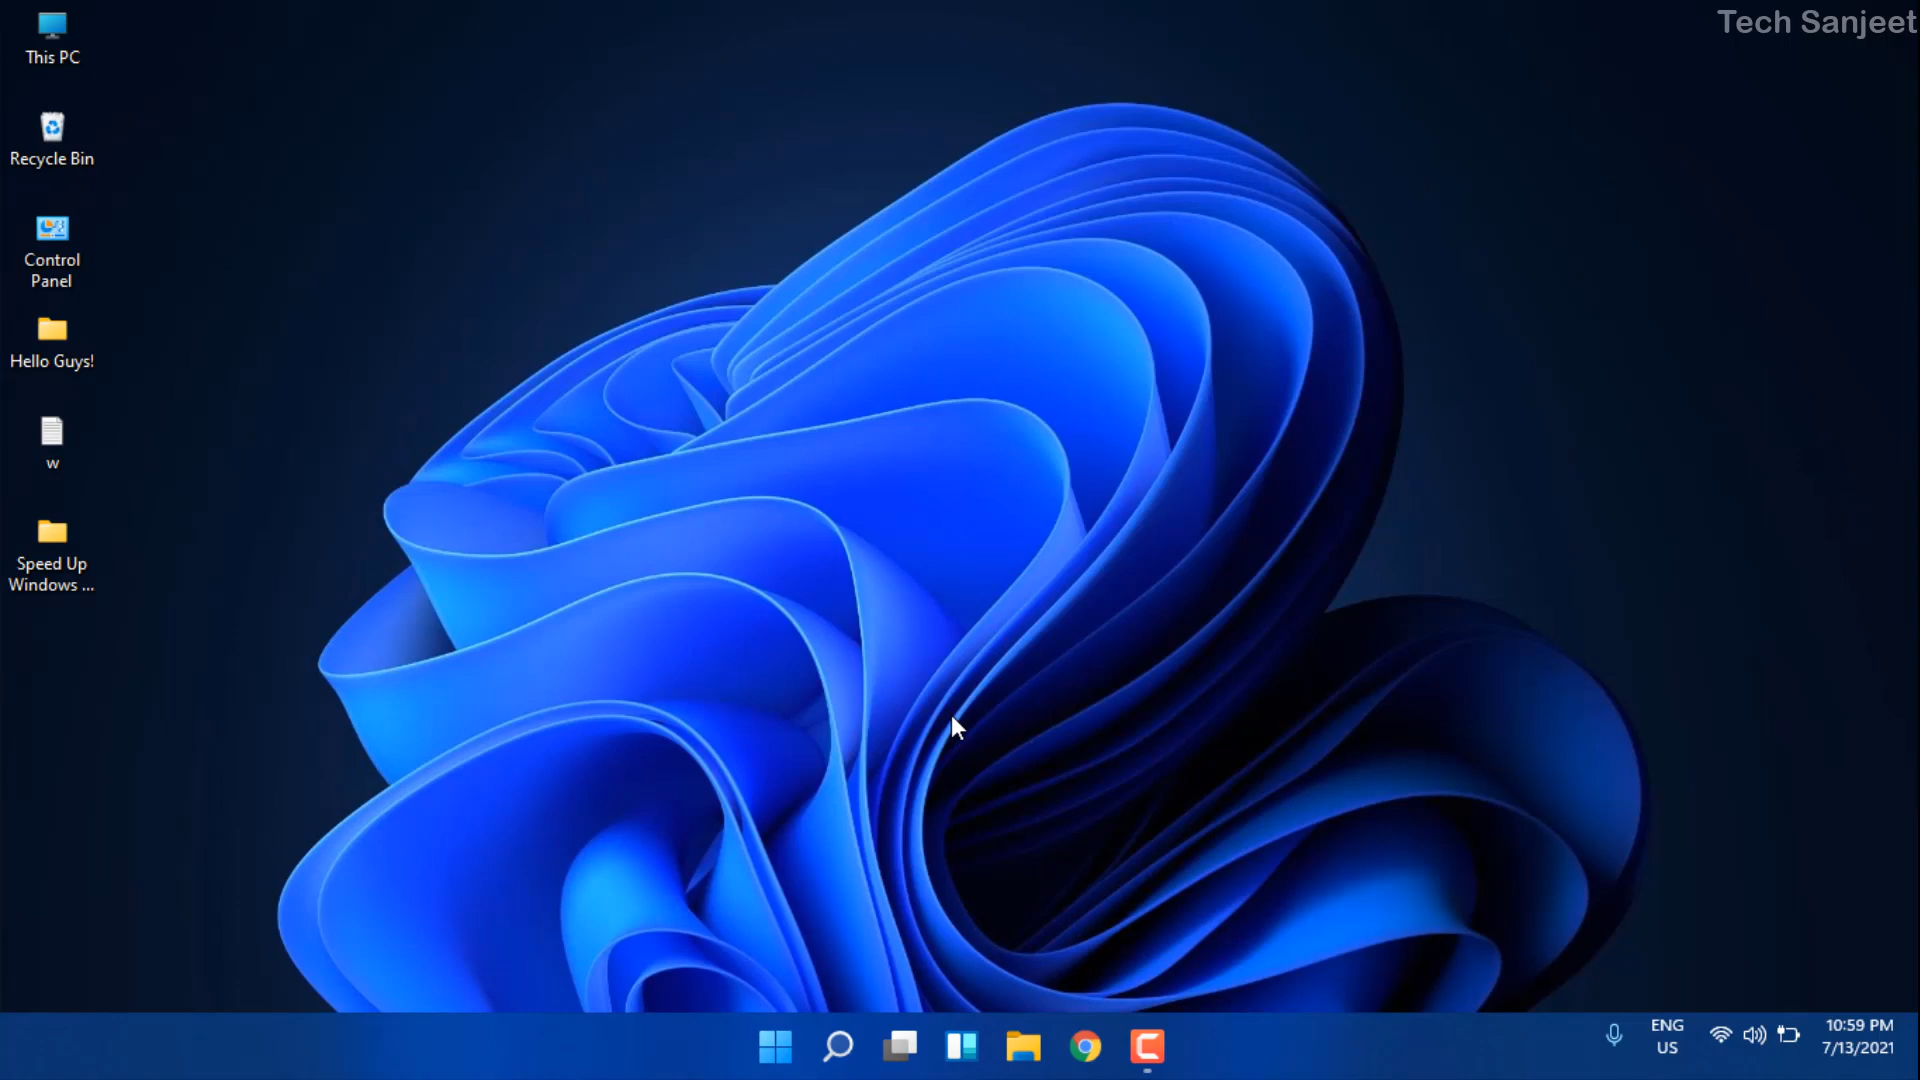 Tech Sanjeet
This PC
Recycle Bin
Control
Panel
Hello Guys!
w
Speed Up
Windows ...
ENG
US
10:59 PM
7/13/2021